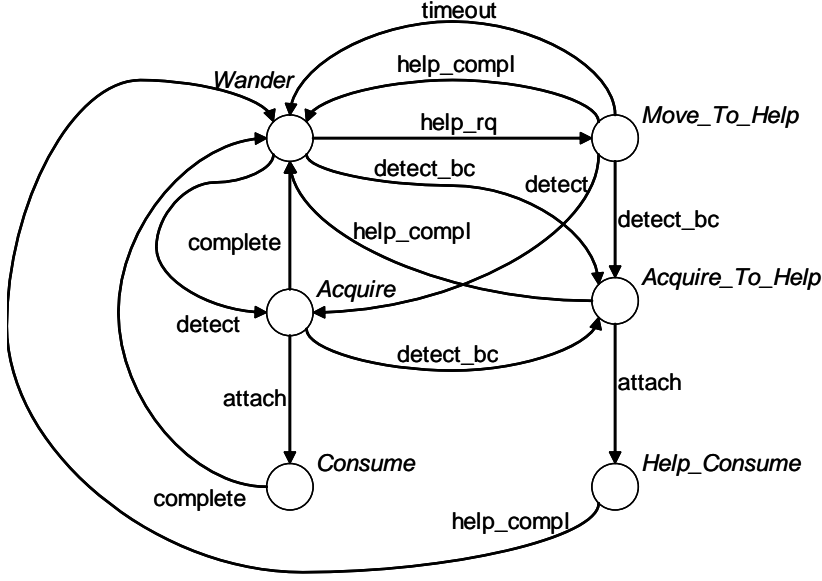 timeout
Wander
help_compl
Move_To_Help
help_rq
detect_bc
detect
detect_bc
complete
help_compl
Acquire
Acquire_To_Help
detect
detect_bc
attach
attach
Consume
Help_Consume
complete
help_compl